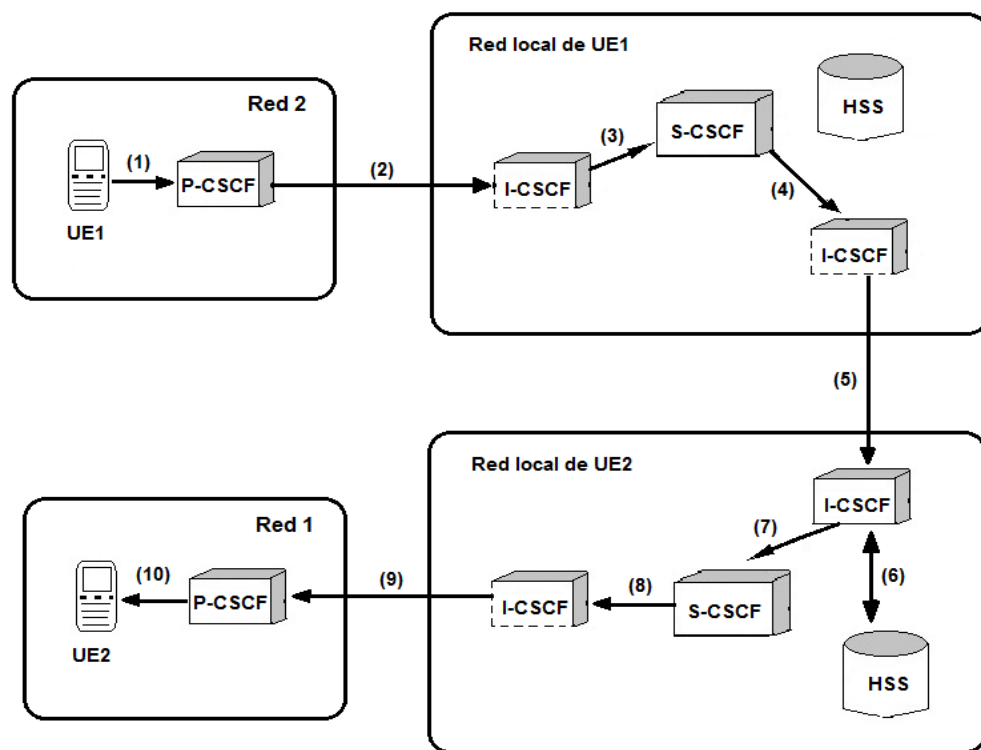 Red local de UE1
Red 2
HSS
S-CSCF
(3)
(1)
(2)
P-CSCF
I-CSCF
(4)
UE1
I-CSCF
(5)
Red local de UE2
I-CSCF
Red 1
(7)
(10)
(9)
(8)
(6)
P-CSCF
I-CSCF
S-CSCF
UE2
HSS